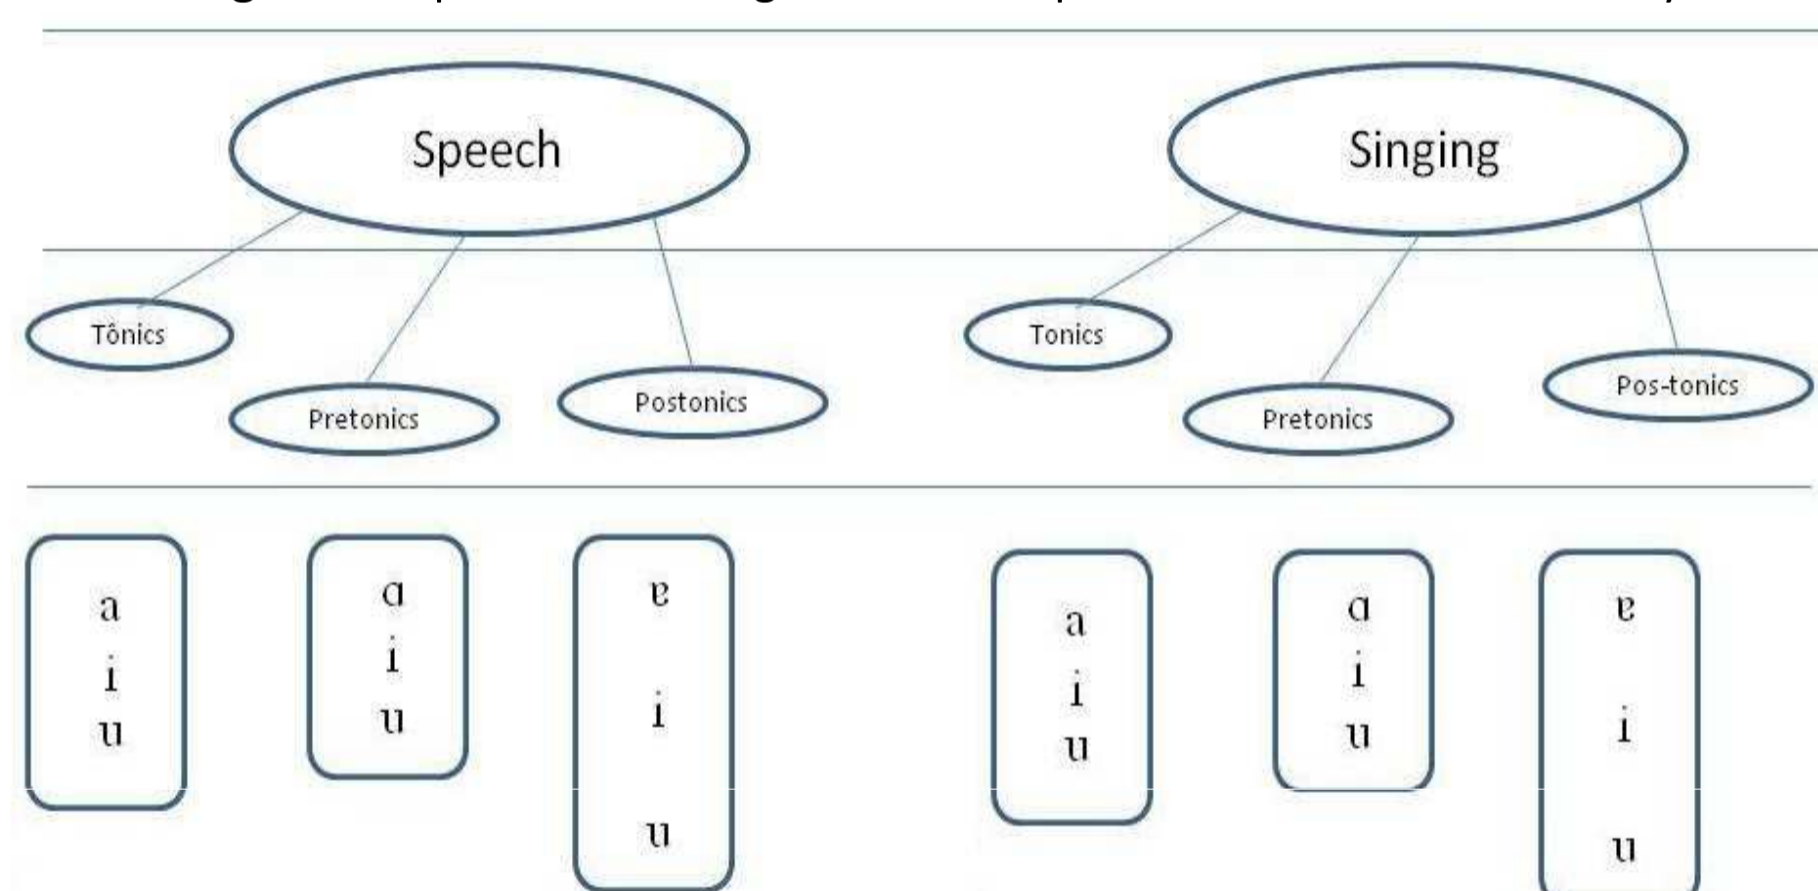 Speech
Singing
Tônics
Pretonics
Postonics
Tonics
Pretonics
Pos-tonics
a
i
u
ɑ
i
u
ɐ
i
u
a
i
u
ɑ
i
u
ɐ
i
u